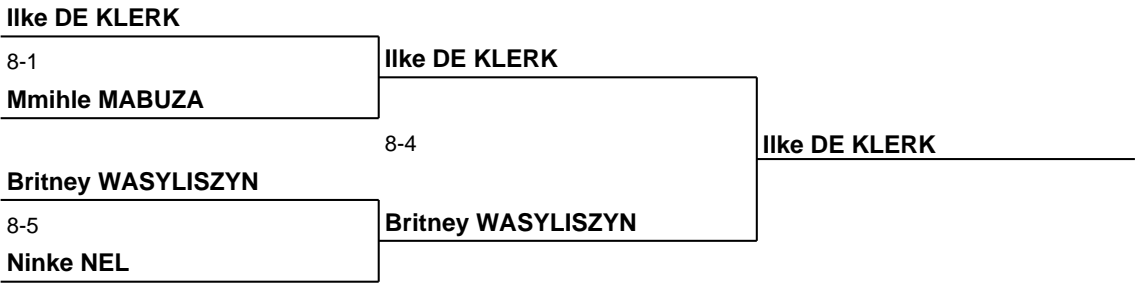 Ilke DE KLERK
8-1
Ilke DE KLERK
Mmihle MABUZA
8-4
Ilke DE KLERK
Britney WASYLISZYN
8-5
Britney WASYLISZYN
Ninke NEL